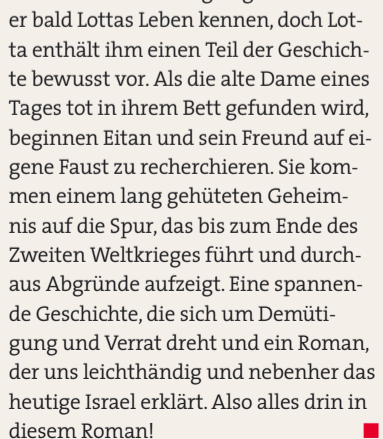 er bald Lottas Leben kennen, doch Lot-
ta enthält ihm einen Teil der Geschich-
te bewusst vor. Als die alte Dame eines
Tages tot in ihrem Bett gefunden wird,
beginnen Eitan und sein Freund auf ei-
gene Faust zu recherchieren. Sie kom-
men einem lang gehüteten Geheim-
nis auf die Spur, das bis zum Ende des
Zweiten Weltkrieges führt und durch-
aus Abgründe aufzeigt. Eine spannen-
de Geschichte, die sich um Demüti-
gung und Verrat dreht und ein Roman,
der uns leichthändig und nebenher das
heutige Israel erklärt. Also alles drin in
diesem Roman!